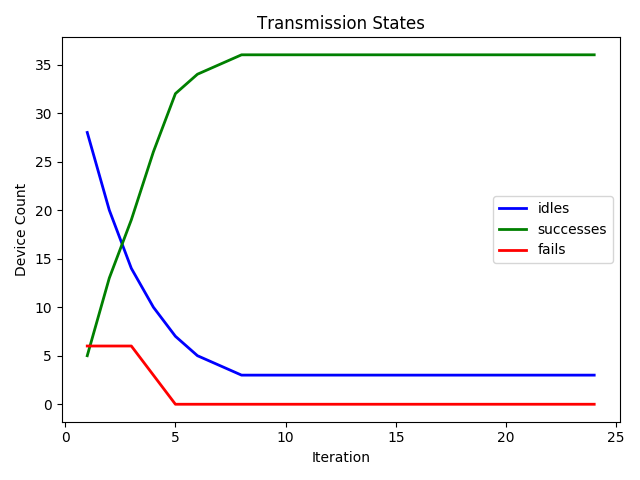 Transmission States
Device Count
35
30
25
20
15
10
5
0
idles
successes
fails
0 5 10 15 20 25
Iteration